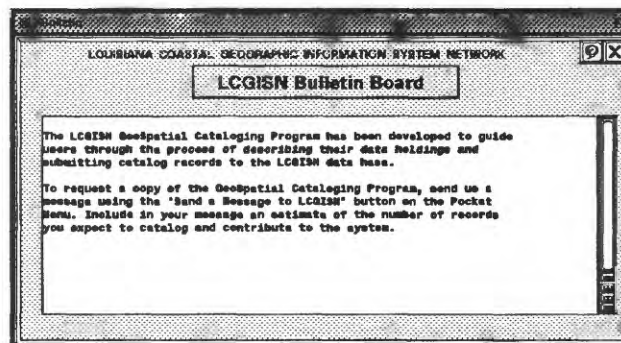 LOUISIANA COASTAL GEOGRAPHIC INFORMATION SYSTEM NETWORK
LCGISN Bulletin Board
The LCGISN GeoSpatial Cataloging Program has been developed to guide
users through the process of describing their data holdings and
submitting catalog records to the LCGISN data base.
To request a copy of the GeoSpatial Cataloging Program, send us a
message using the "Send a Message to LCGISN" button on the Pocket
Menu. Include in your message an estimate of the number of records
you expect to catalog and contribute to the system.